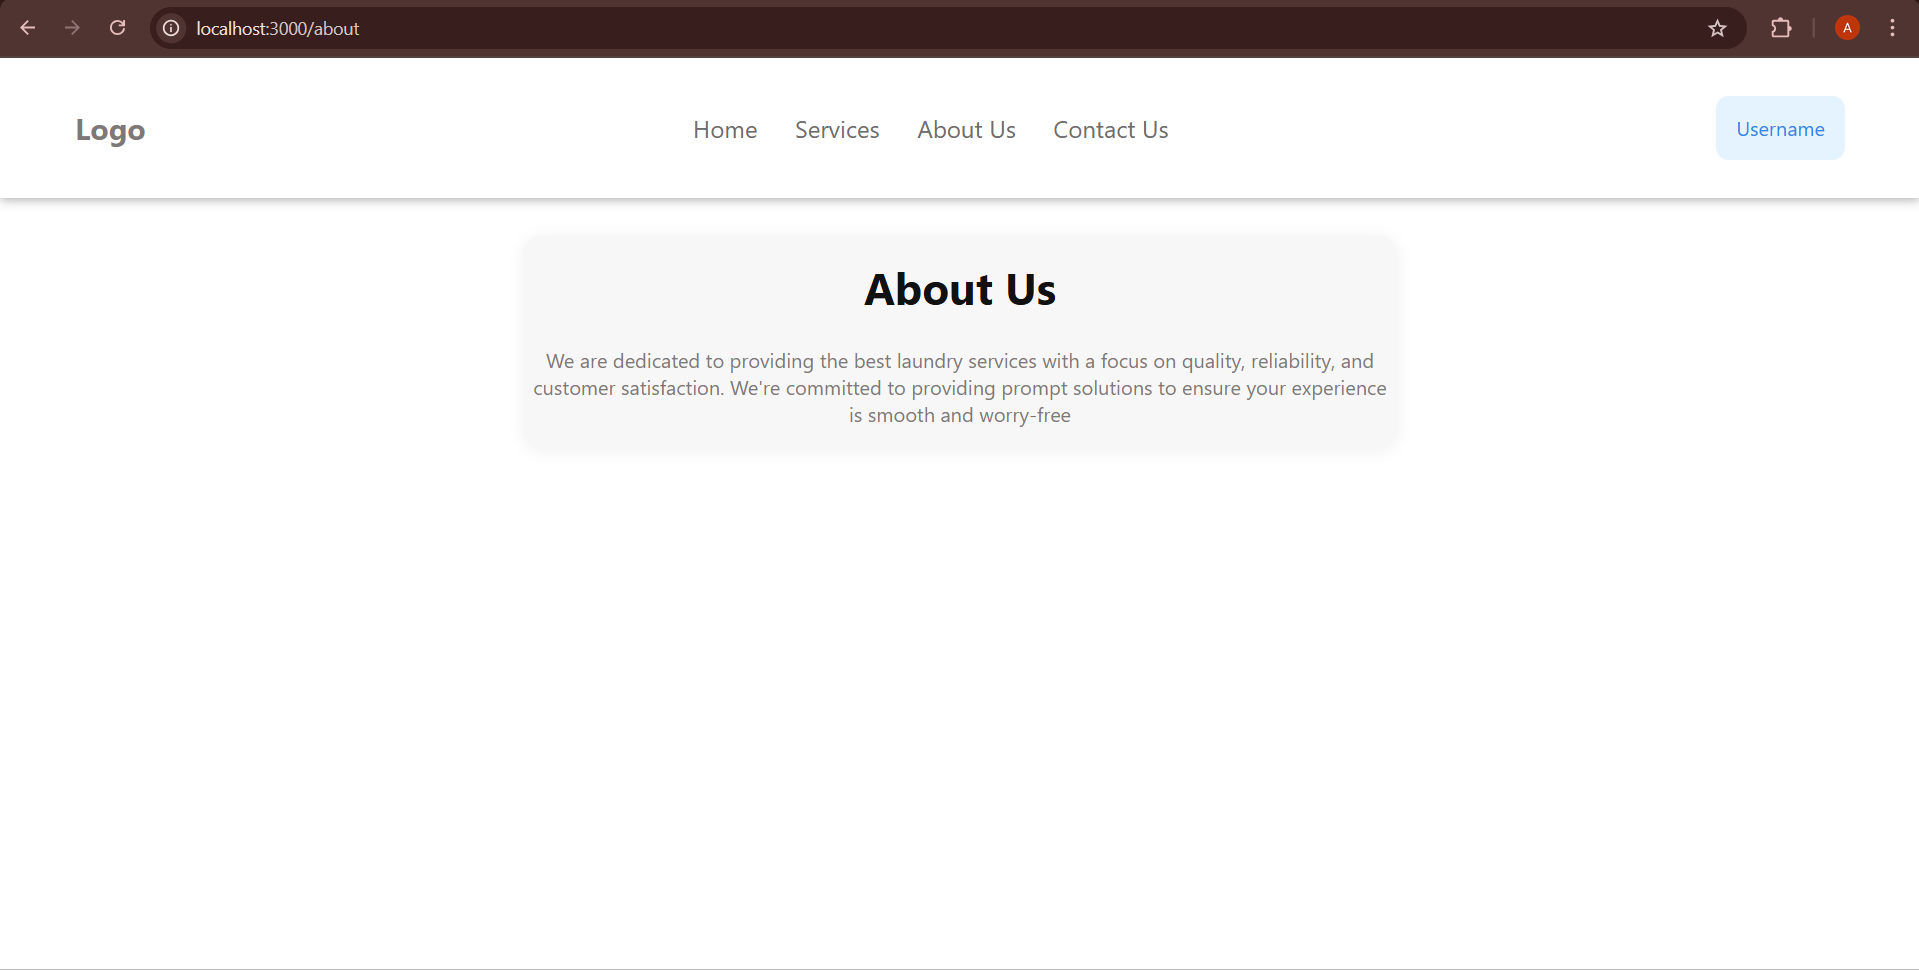 localhost:3000/about
A
Logo
Home Services About Us Contact Us
Username
About Us
We are dedicated to providing the best laundry services with a focus on quality, reliability, and
customer satisfaction. We're committed to providing prompt solutions to ensure your experience
is smooth and worry-free